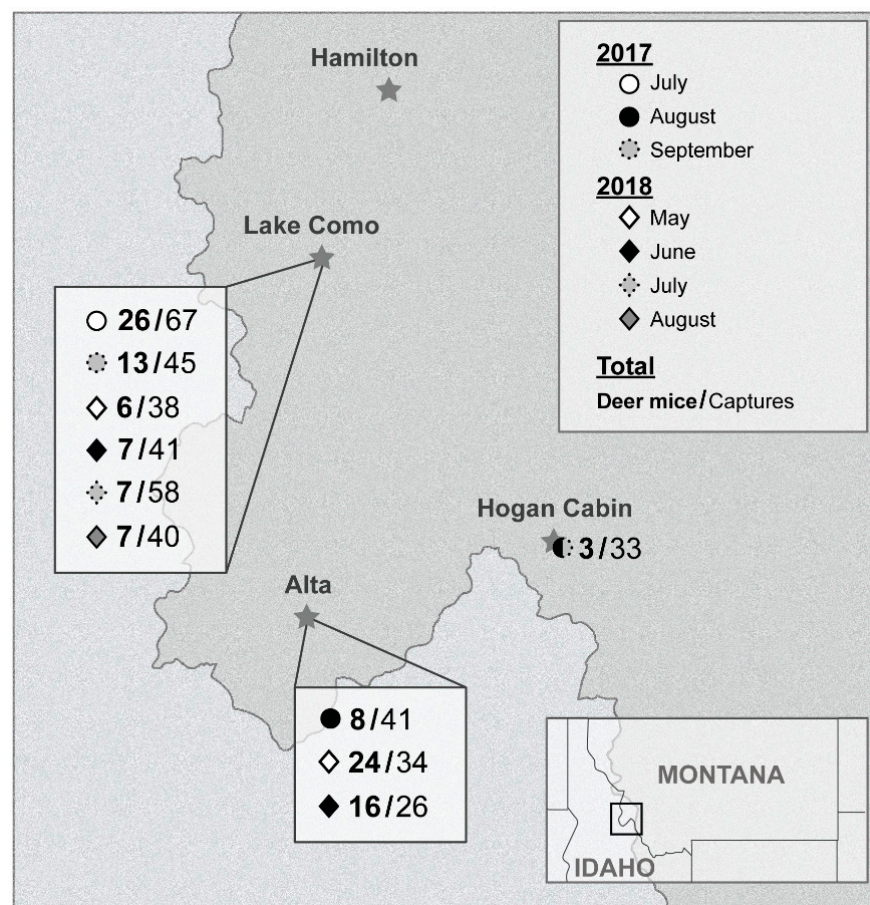 Hamilton
Lake Como
26/67
13/45
6/38
7/41
7/58
7/40
Alta
8/41
24/34
16/26
Hogan Cabin
3/33
2017
July
August
September
2018
May
June
July
August
Total
Deer mice/Captures
MONTANA
IDAHO